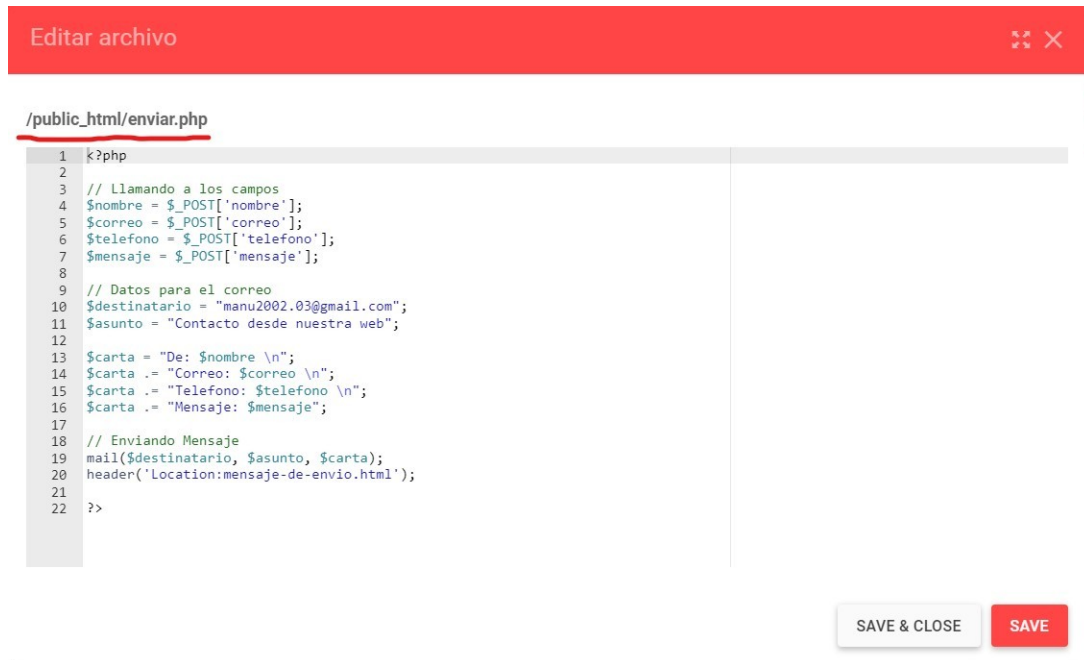 Editar archivo
/public_html/enviar.php
1 <?php
2
3 // Llamando a los campos
4 $nombre = $_POST['nombre'];
5 $correo = $_POST['correo'];
6 $telefono = $_POST['telefono'];
7 $mensaje = $_POST['mensaje'];
8
9 // Datos para el correo
10 $destinatario = "manu2002.03@gmail.com";
11 $asunto = "Contacto desde nuestra web";
12
13 $carta = "De: $nombre \n";
14 $carta .= "Correo: $correo \n";
15 $carta .= "Telefono: $telefono \n";
16 $carta .= "Mensaje: $mensaje";
17
18 // Enviando Mensaje
19 mail($destinatario, $asunto, $carta);
20 header('Location:mensaje-de-envio.html');
21
22 ?>
SAVE & CLOSE SAVE